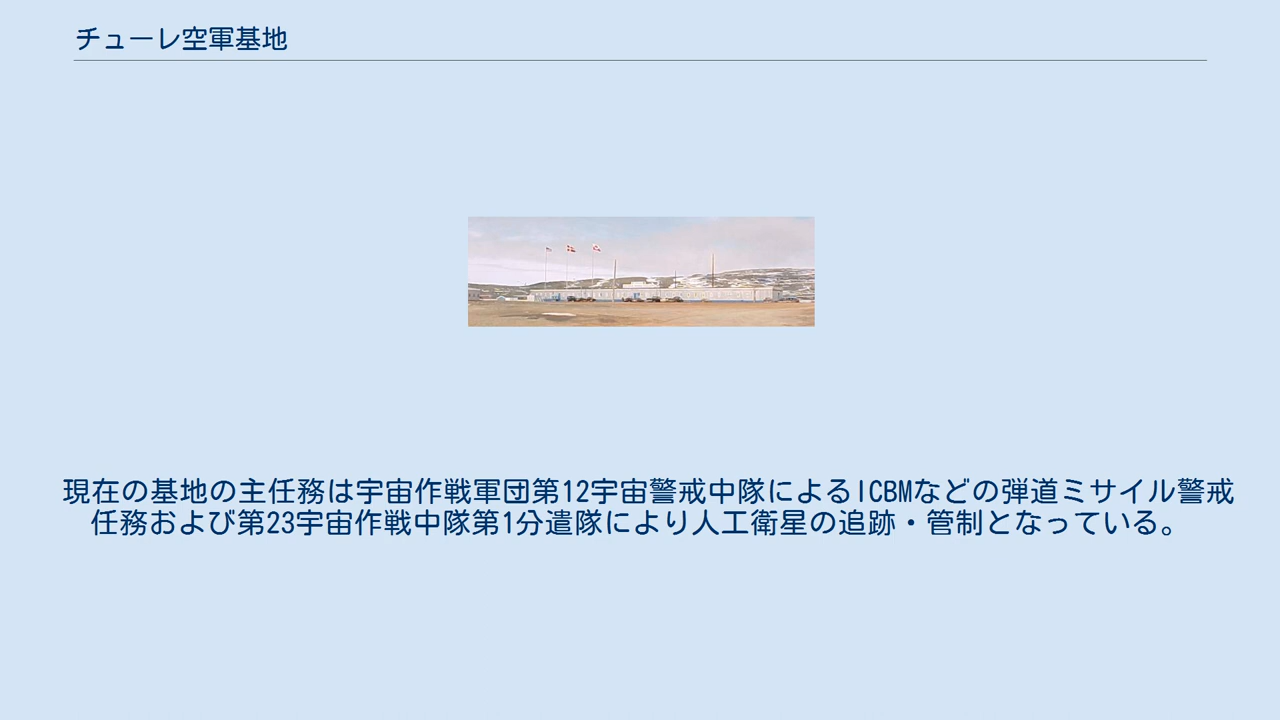 チューレ空軍基地
現在の基地の主任務は宇宙作戦軍団第12宇宙警戒中隊によるICBMなどの弾道ミサイル警戒
任務および第23宇宙作戦中隊第1分遣隊により人工衛星の追跡・管制となっている。